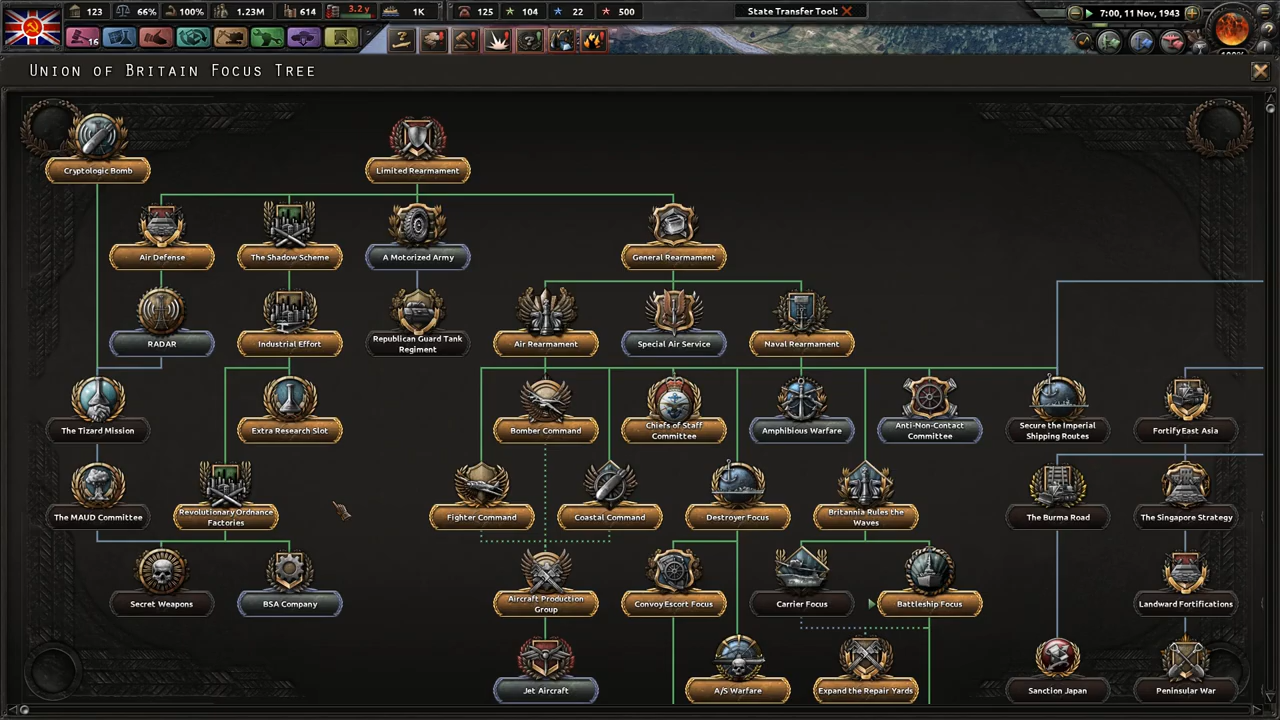 123 66% 100% 1.23M 614 3.2 y 1K 125 104 22 500 State Transfer Tool: 7:00, 11 Nov, 1943
16
Union of Britain Focus Tree
Cryptologic Bomb
Limited Rearmament
Air Defense
The Shadow Scheme
A Motorized Army
General Rearmament
RADAR
Industrial Effort
Republican Guard Tank
Regiment
Air Rearmament
Special Air Service
Naval Rearmament
The Tizard Mission
Extra Research Slot
Bomber Command
Chiefs of Staff
Committee
Amphibious Warfare
Anti-Non-Contact
Committee
Secure the Imperial
Shipping Routes
Fortify East Asia
The MAUD Committee
Revolutionary Ordnance
Factories
Fighter Command
Coastal Command
Destroyer Focus
Britannia Rules the
Waves
The Burma Road
The Singapore Strategy
Secret Weapons
BSA Company
Aircraft Production
Group
Convoy Escort Focus
Carrier Focus
Battleship Focus
Landward Fortifications
Jet Aircraft
A/S Warfare
Expand the Repair Yards
Sanction Japan
Peninsular War